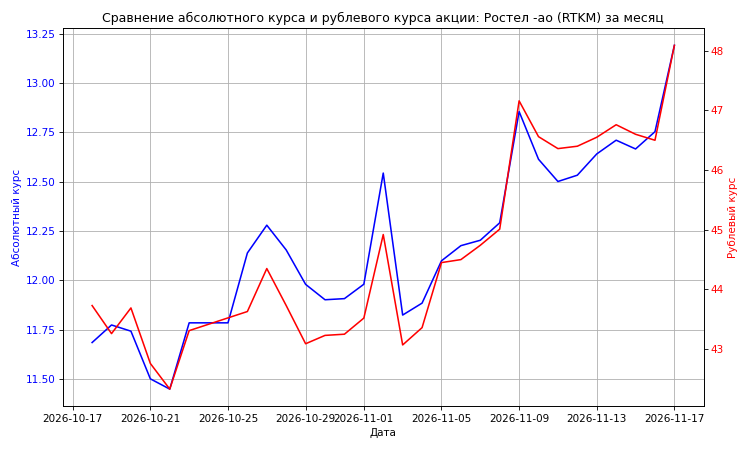 Сравнение абсолютного курса и рублевого курса акции: Ростел -ао (RTKM) за месяц
13.25
13.00
12.75
12.50
12.25
12.00
11.75
11.50
Абсолютный курс
48
47
46
45
44
43
Рублевый курс
2026-10-17 2026-10-21 2026-10-25 2026-10-29 2026-11-01 2026-11-05 2026-11-09 2026-11-13 2026-11-17
Дата